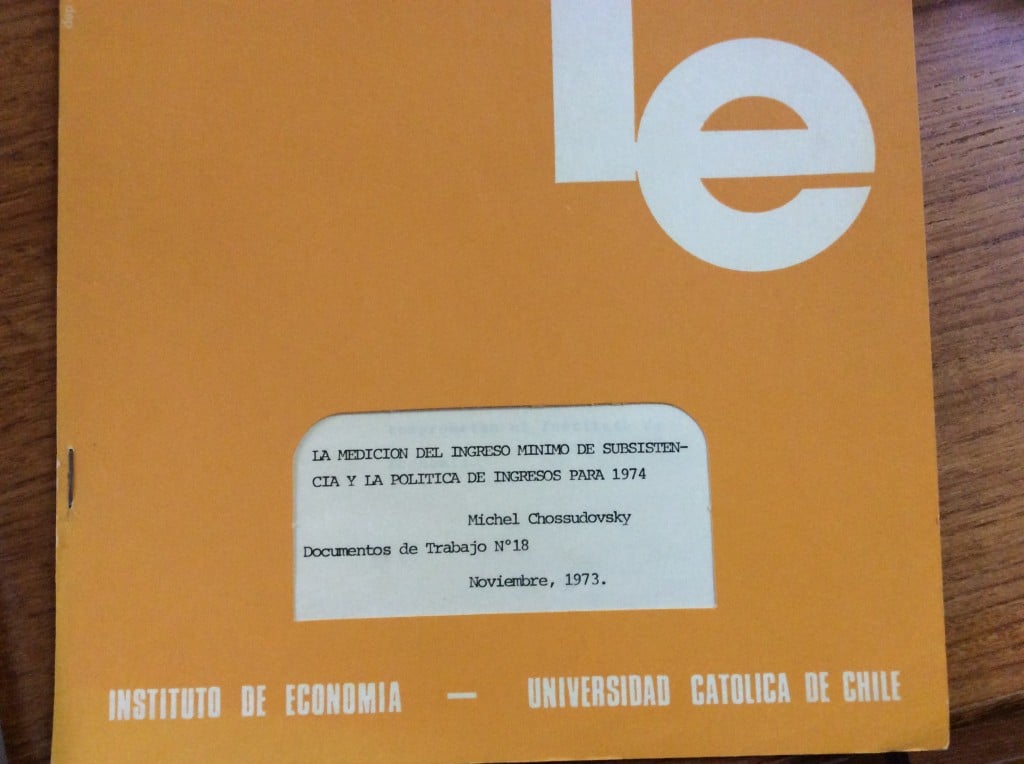 ie
LA MEDICION DEL INGRESO MINIMO DE SUBSISTEN-
CIA Y LA POLITICA DE INGRESOS PARA 1974
Michel Chossudovsky
Documentos de Trabajo N°18
Noviembre, 1973.
INSTITUTO DE ECONOMIA — UNIVERSIDAD CATOLICA DE CHILE